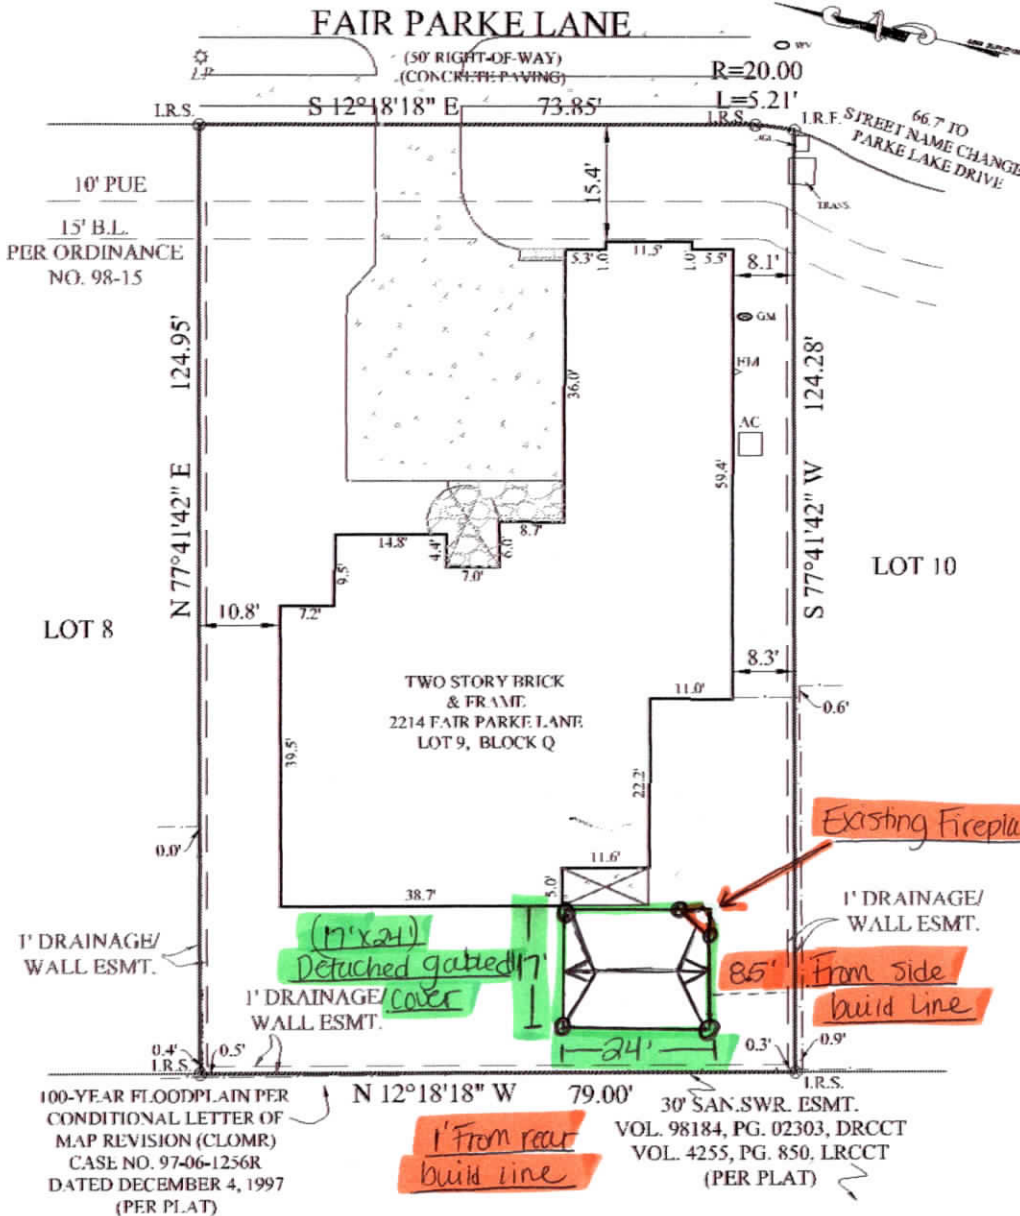 FAIR PARKE LANE
(50' RIGHT-OF-WAY)
(CONCRETE PAVING)
WV
R=20.00
L=5.21'
LP
I.R.S.
S 12°18'18" E
73.85'
I.R.S.
I.R.F.
66.7' TO
STREET NAME CHANGE
PARKE LAKE DRIVE
TRANS.
10' PUE
15' B.L.
PER ORDINANCE
NO. 98-15
15.4'
5.3'
1.0'
11.5'
1.0'
5.5'
8.1'
GM
EM
AC
124.95'
N 77°41'42" E
36.0'
59.4'
124.28'
S 77°41'42" W
LOT 10
LOT 8
8.7'
14.8'
4.4'
6.0'
7.0'
9.5'
7.2'
10.8'
8.3'
11.0'
0.6'
TWO STORY BRICK
& FRAME
2214 FAIR PARKE LANE
LOT 9, BLOCK Q
39.5'
22.2'
Existing Firepla
0.0'
11.6'
5.0'
38.7'
1' DRAINAGE/
WALL ESMT.
1' DRAINAGE/
WALL ESMT.
(17'x24')
Detached gabled
cover
17'
8.5' From side
build line
1' DRAINAGE/
WALL ESMT.
24'
0.4'
0.5'
0.3'
0.9'
I.R.S.
I.R.S.
N 12°18'18" W
79.00'
100-YEAR FLOODPLAIN PER
CONDITIONAL LETTER OF
MAP REVISION (CLOMR)
CASE NO. 97-06-1256R
DATED DECEMBER 4, 1997
(PER PLAT)
1' From rear
build line
30' SAN.SWR. ESMT.
VOL. 98184, PG. 02303, DRCCT
VOL. 4255, PG. 850, LRCCT
(PER PLAT)